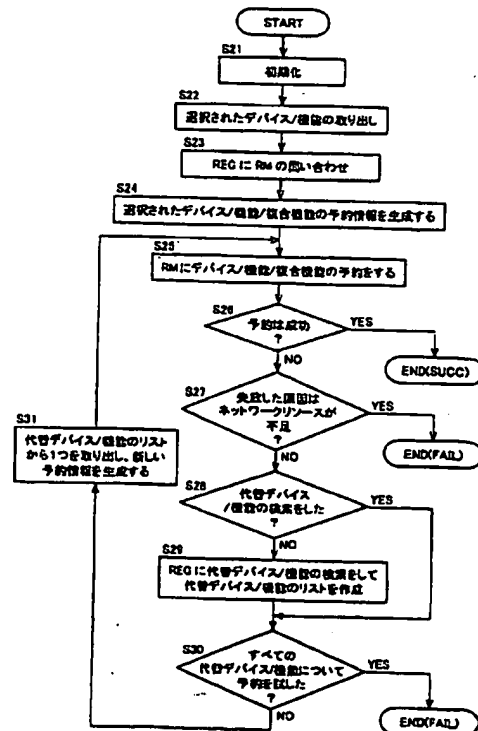 START
S21
初期化
S22
選択されたデバイス/機能の取り出し
S23
REGにRMの問い合わせ
S24
選択されたデバイス/機能/複合機能の予約情報を生成する
S25
RMにデバイス/機能/複合機能の予約をする
S26
予約は成功
?
YES
NO
END(SUCC)
S27
失敗した原因は
ネットワークリソースが
不足
?
YES
NO
END(FAIL)
S31
代替デバイス/機能のリスト
から1つを取り出し、新しい
予約情報を生成する
S28
代替デバイス
/機能の検索をした
?
YES
NO
S29
REGに代替デバイス/機能の検索をして
代替デバイス/機能のリストを作成
S30
すべての
代替デバイス/機能について
予約を試した
?
YES
NO
END(FAIL)